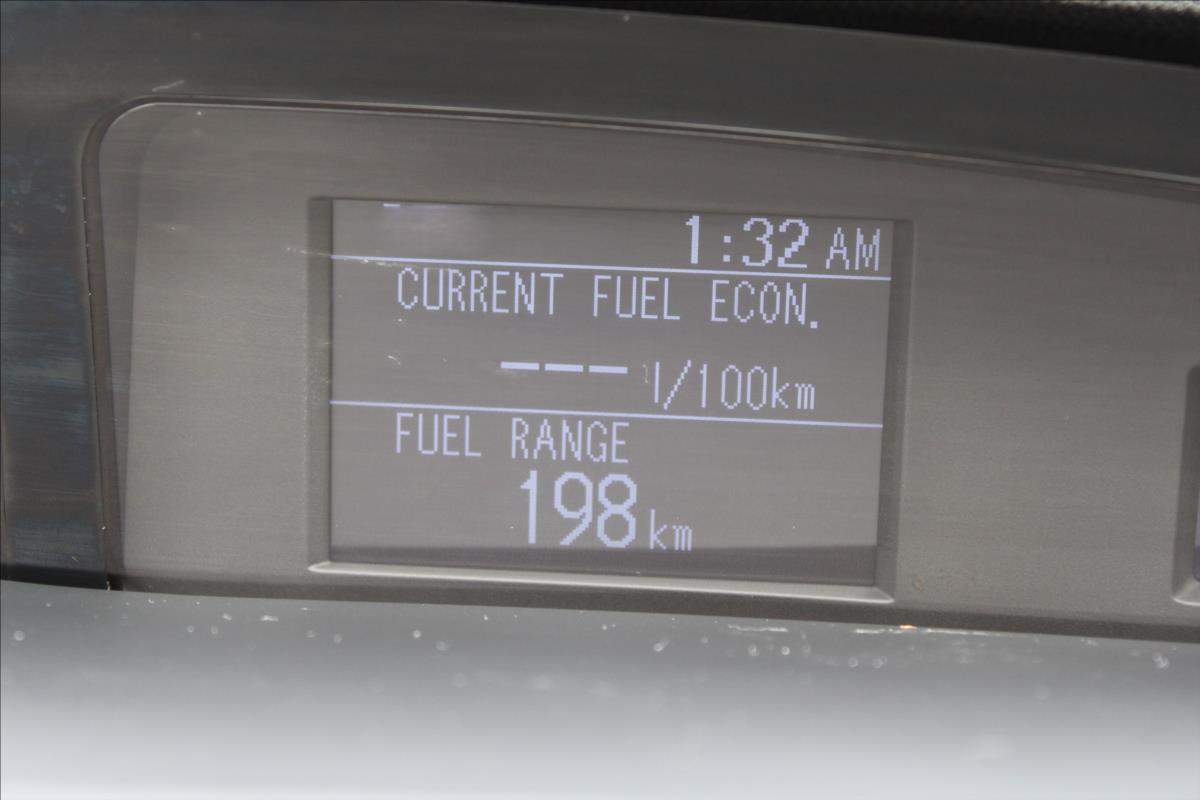 1:32 AM
CURRENT FUEL ECON.
--- l/100km
FUEL RANGE
198 km